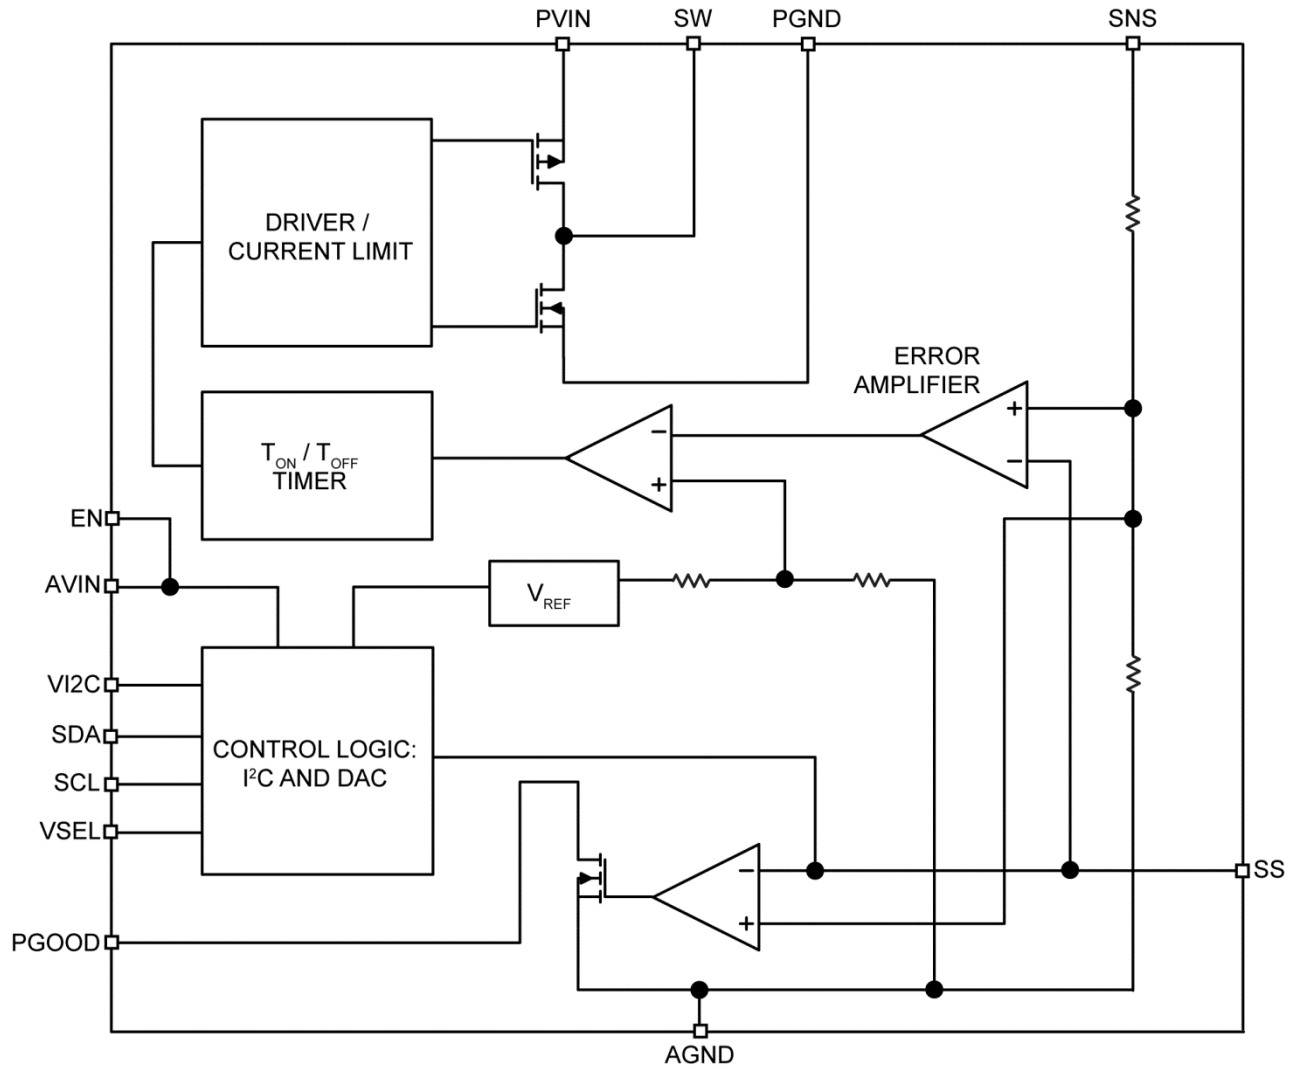 PVIN
SW
PGND
SNS
DRIVER /
CURRENT LIMIT
ERROR
AMPLIFIER
+
−
−
+
T_ON / T_OFF
TIMER
EN
AVIN
V_REF
VI2C
SDA
SCL
VSEL
CONTROL LOGIC:
I²C AND DAC
−
+
SS
PGOOD
AGND